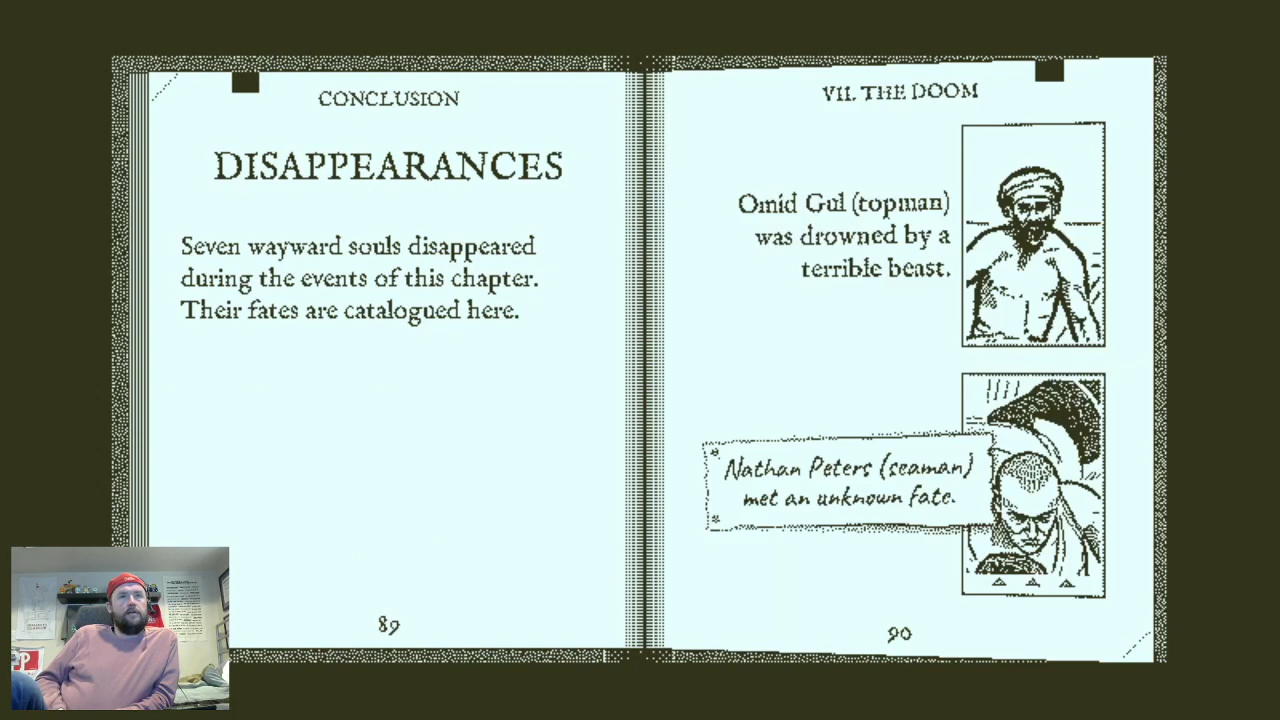 CONCLUSION
DISAPPEARANCES
Seven wayward souls disappeared
during the events of this chapter.
Their fates are catalogued here.
89
VII. THE DOOM
Omid Gul (topman)
was drowned by a
terrible beast.
Nathan Peters (seaman)
met an unknown fate.
90